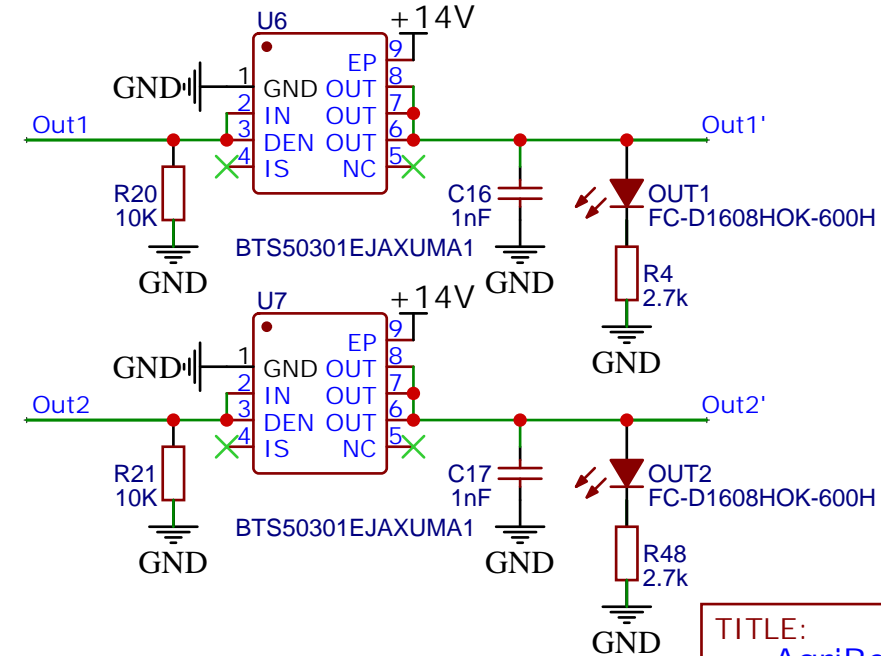 U6
+14V
EP 9
GND 1 GND OUT 8
2 IN OUT 7
Out1 3 DEN OUT 6 Out1'
4 IS NC 5
R20
10K
C16
1nF
OUT1
FC-D1608HOK-600H
BTS50301EJAXUMA1
GND
GND
R4
2.7k
GND
U7
+14V
EP 9
GND 1 GND OUT 8
2 IN OUT 7
Out2 3 DEN OUT 6 Out2'
4 IS NC 5
R21
10K
C17
1nF
OUT2
FC-D1608HOK-600H
BTS50301EJAXUMA1
GND
GND
R48
2.7k
GND
TITLE: